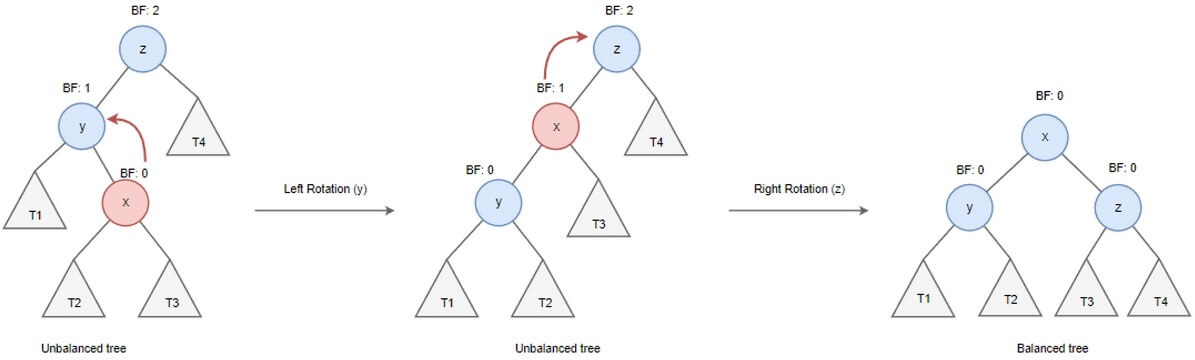 BF: 2
z
BF: 1
y
T4
BF: 0
x
T1
T2
T3
Unbalanced tree
Left Rotation (y)
BF: 2
z
BF: 1
x
T4
BF: 0
y
T3
T1
T2
Unbalanced tree
Right Rotation (z)
BF: 0
x
BF: 0
y
BF: 0
z
T1
T2
T3
T4
Balanced tree